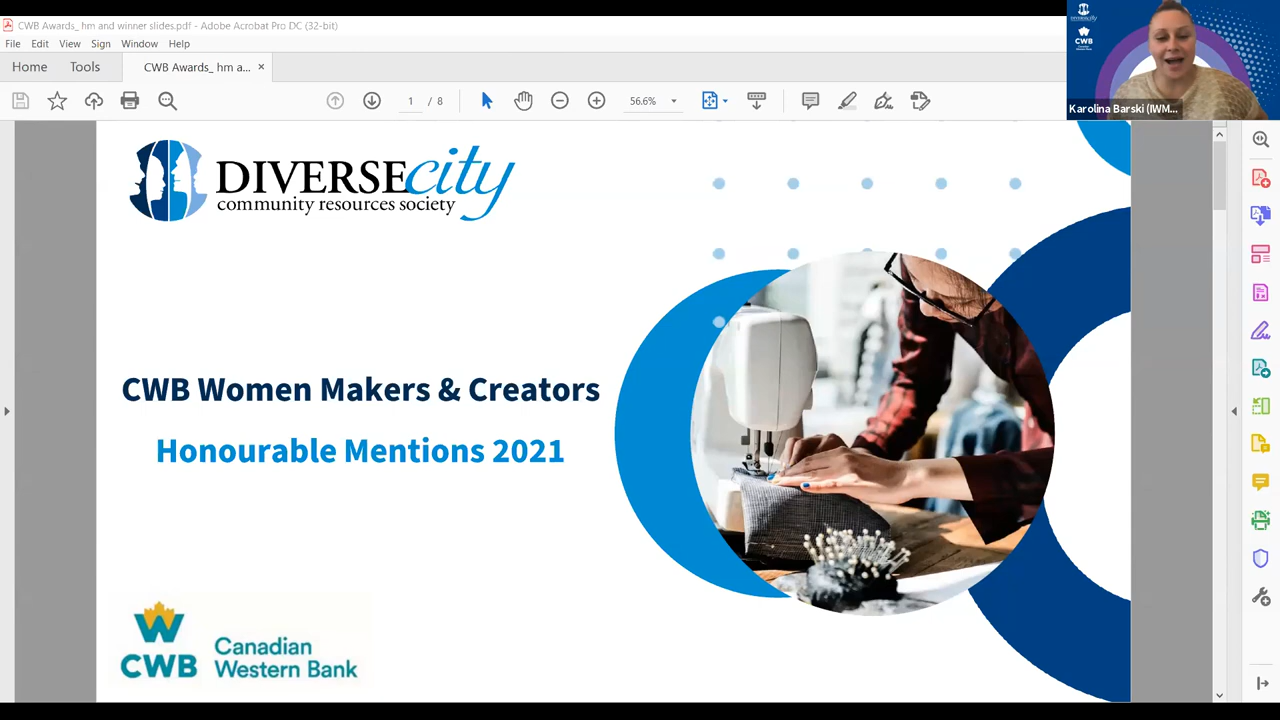 CWB Awards_ hm and winner slides.pdf - Adobe Acrobat Pro DC (32-bit)
File Edit View Sign Window Help
Home Tools CWB Awards_ hm a... ×
1 / 8 56.6%
CWB
Karolina Barski (IWM...
DIVERSEcity
community resources society
CWB Women Makers & Creators
Honourable Mentions 2021
CWB
Canadian
Western Bank